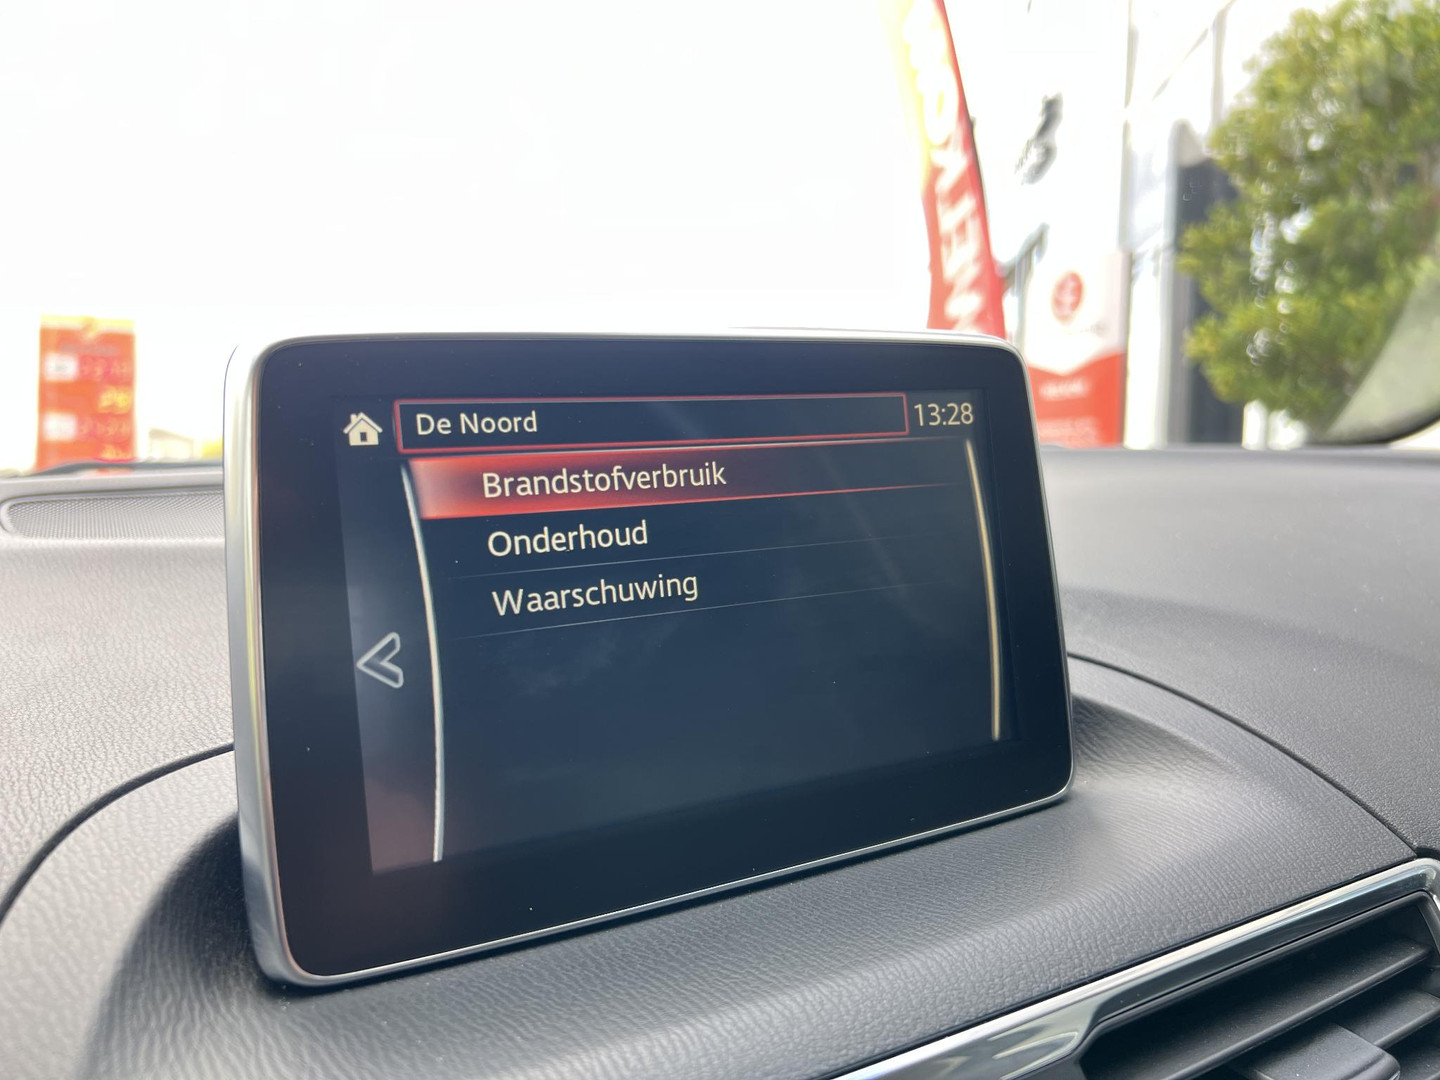 De Noord
13:28
Brandstofverbruik
Onderhoud
Waarschuwing